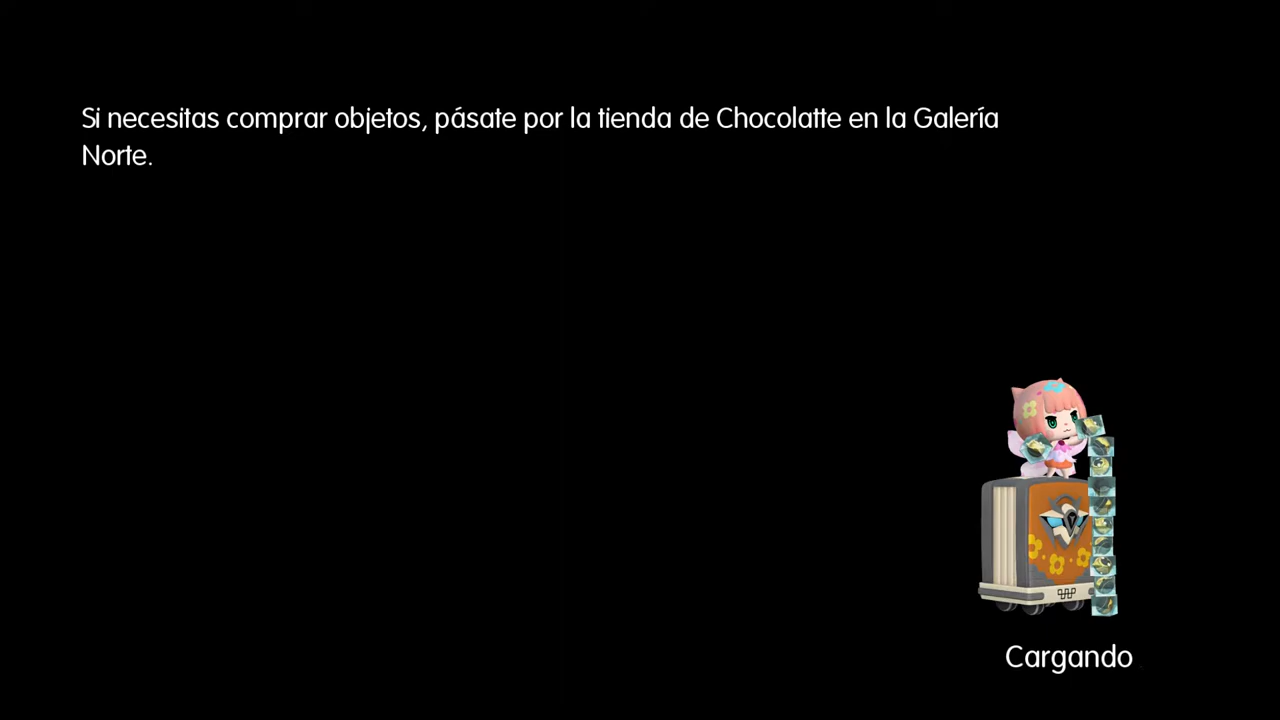 Si necesitas comprar objetos, pásate por la tienda de Chocolatte en la Galería
Norte.
Cargando